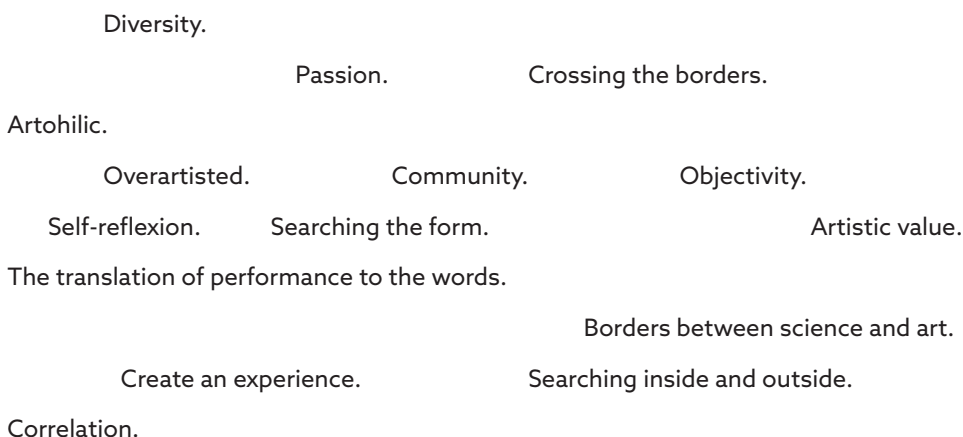 Diversity.
Passion. Crossing the borders.
Artohilic.
Overartisted. Community. Objectivity.
Self-reflexion. Searching the form. Artistic value.
The translation of performance to the words.
Borders between science and art.
Create an experience. Searching inside and outside.
Correlation.